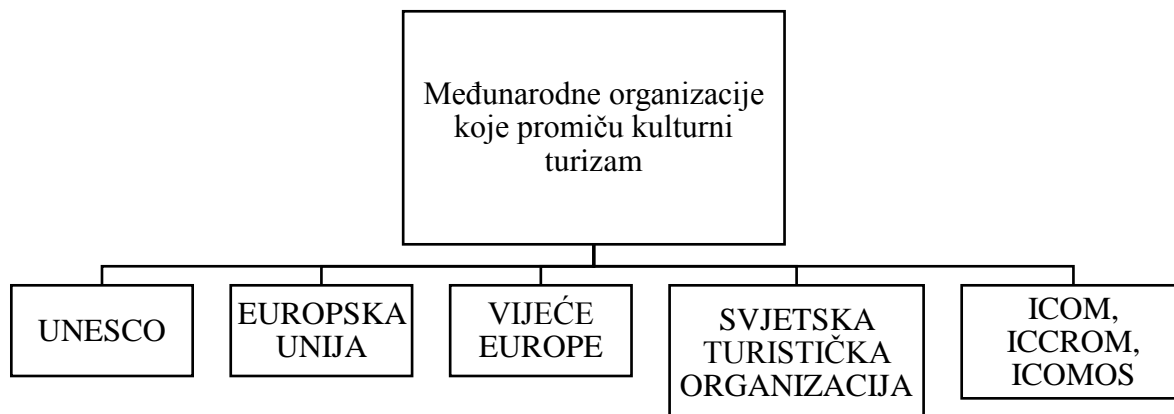 Međunarodne organizacije
koje promiču kulturni
turizam
UNESCO
EUROPSKA
UNIJA
VIJEĆE
EUROPE
SVJETSKA
TURISTIČKA
ORGANIZACIJA
ICOM,
ICCROM,
ICOMOS